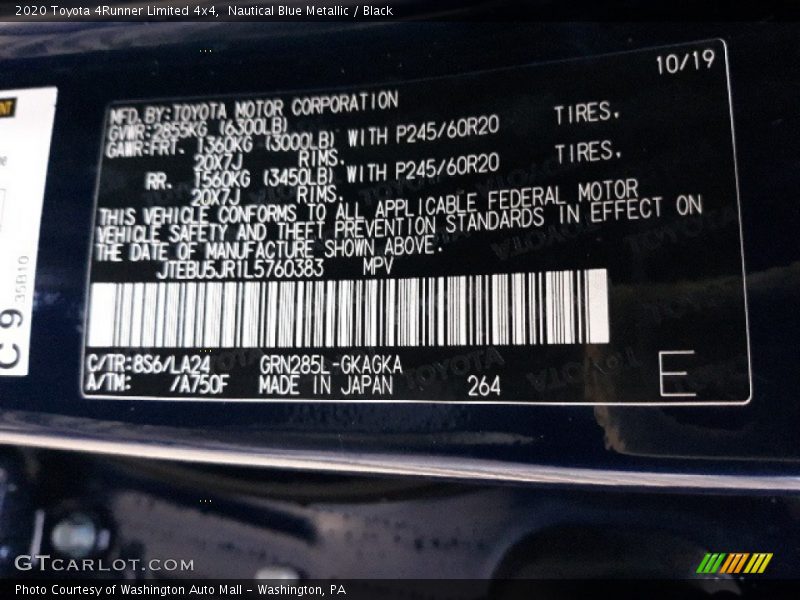 2020 Toyota 4Runner Limited 4x4,  Nautical Blue Metallic / Black
10/19
MFD.BY:TOYOTA MOTOR CORPORATION
GVWR:2855KG (6300LB)
GAWR:FRT. 1360KG (3000LB) WITH P245/60R20 TIRES.
20X7J RIMS.
RR. 1560KG (3450LB) WITH P245/60R20 TIRES.
20X7J RIMS.
THIS VEHICLE CONFORMS TO ALL APPLICABLE FEDERAL MOTOR
VEHICLE SAFETY AND THEFT PREVENTION STANDARDS IN EFFECT ON
THE DATE OF MANUFACTURE SHOWN ABOVE.
JTEBU5JR1L5760383 MPV
C/TR:8S6/LA24 GRN285L-GKAGKA
A/TM: /A750F MADE IN JAPAN 264 E
C 9 35B10
GTCARLOT.COM
Photo Courtesy of Washington Auto Mall - Washington, PA